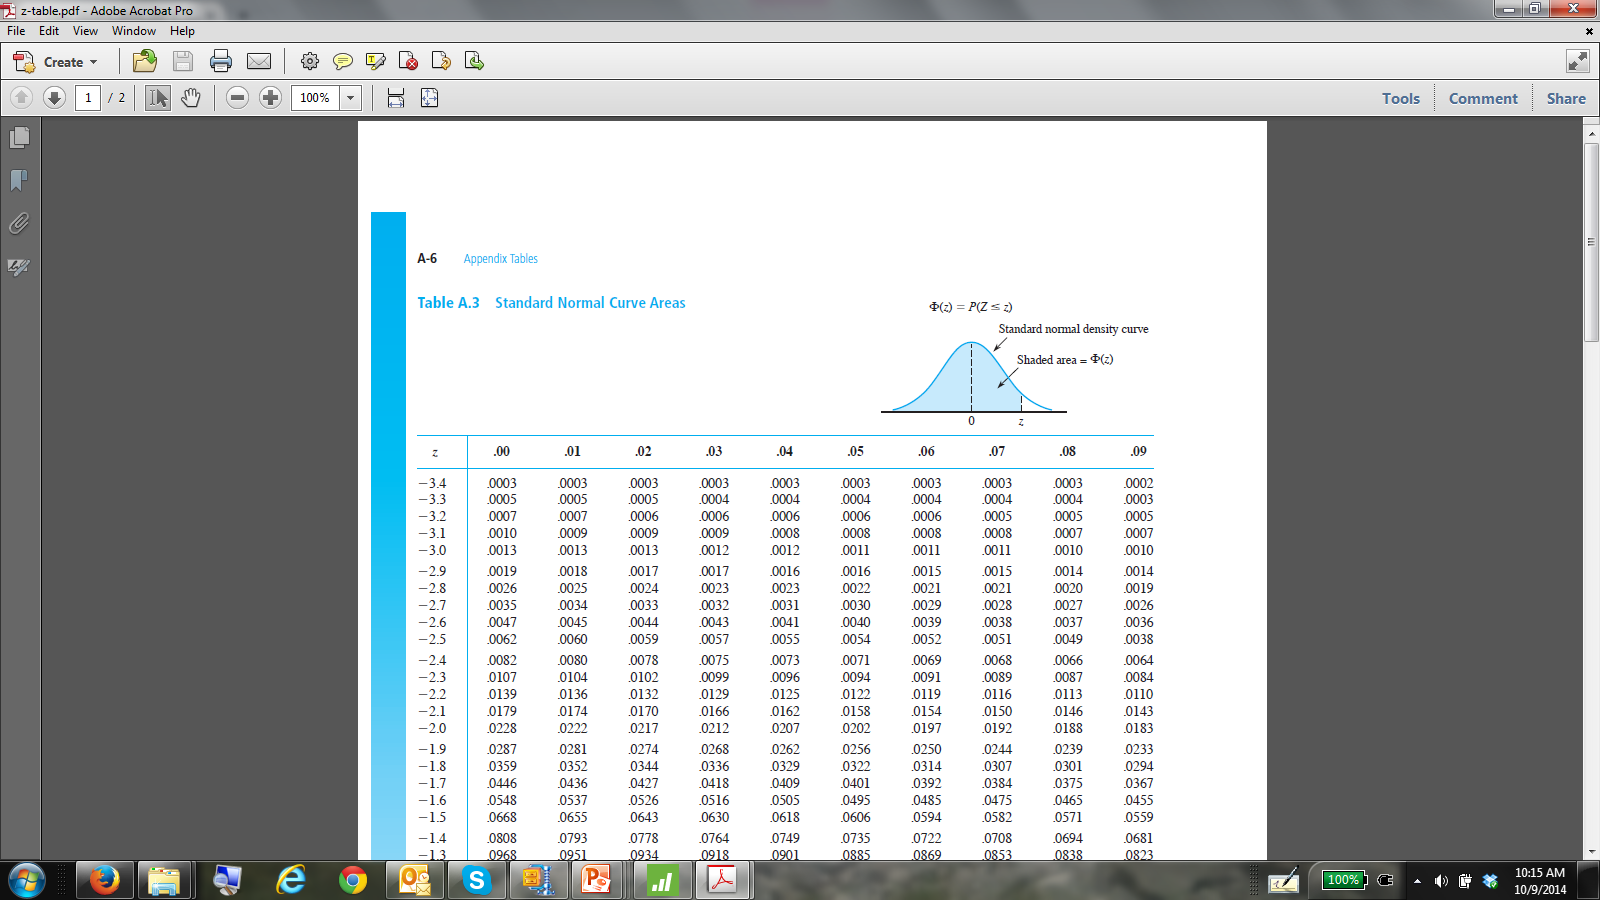 z-table.pdf - Adobe Acrobat Pro
File Edit View Window Help
Create
1 / 2 100% Tools Comment Share
A-6 Appendix Tables
Table A.3 Standard Normal Curve Areas
Φ(z) = P(Z ≤ z)
Standard normal density curve
Shaded area = Φ(z)
0 z
z .00 .01 .02 .03 .04 .05 .06 .07 .08 .09
−3.4 .0003 .0003 .0003 .0003 .0003 .0003 .0003 .0003 .0003 .0002
−3.3 .0005 .0005 .0005 .0004 .0004 .0004 .0004 .0004 .0004 .0003
−3.2 .0007 .0007 .0006 .0006 .0006 .0006 .0006 .0005 .0005 .0005
−3.1 .0010 .0009 .0009 .0009 .0008 .0008 .0008 .0008 .0007 .0007
−3.0 .0013 .0013 .0013 .0012 .0012 .0011 .0011 .0011 .0010 .0010
−2.9 .0019 .0018 .0017 .0017 .0016 .0016 .0015 .0015 .0014 .0014
−2.8 .0026 .0025 .0024 .0023 .0023 .0022 .0021 .0021 .0020 .0019
−2.7 .0035 .0034 .0033 .0032 .0031 .0030 .0029 .0028 .0027 .0026
−2.6 .0047 .0045 .0044 .0043 .0041 .0040 .0039 .0038 .0037 .0036
−2.5 .0062 .0060 .0059 .0057 .0055 .0054 .0052 .0051 .0049 .0038
−2.4 .0082 .0080 .0078 .0075 .0073 .0071 .0069 .0068 .0066 .0064
−2.3 .0107 .0104 .0102 .0099 .0096 .0094 .0091 .0089 .0087 .0084
−2.2 .0139 .0136 .0132 .0129 .0125 .0122 .0119 .0116 .0113 .0110
−2.1 .0179 .0174 .0170 .0166 .0162 .0158 .0154 .0150 .0146 .0143
−2.0 .0228 .0222 .0217 .0212 .0207 .0202 .0197 .0192 .0188 .0183
−1.9 .0287 .0281 .0274 .0268 .0262 .0256 .0250 .0244 .0239 .0233
−1.8 .0359 .0352 .0344 .0336 .0329 .0322 .0314 .0307 .0301 .0294
−1.7 .0446 .0436 .0427 .0418 .0409 .0401 .0392 .0384 .0375 .0367
−1.6 .0548 .0537 .0526 .0516 .0505 .0495 .0485 .0475 .0465 .0455
−1.5 .0668 .0655 .0643 .0630 .0618 .0606 .0594 .0582 .0571 .0559
−1.4 .0808 .0793 .0778 .0764 .0749 .0735 .0722 .0708 .0694 .0681
−1.3 .0968 .0951 .0934 .0918 .0901 .0885 .0869 .0853 .0838 .0823
100%
10:15 AM
10/9/2014